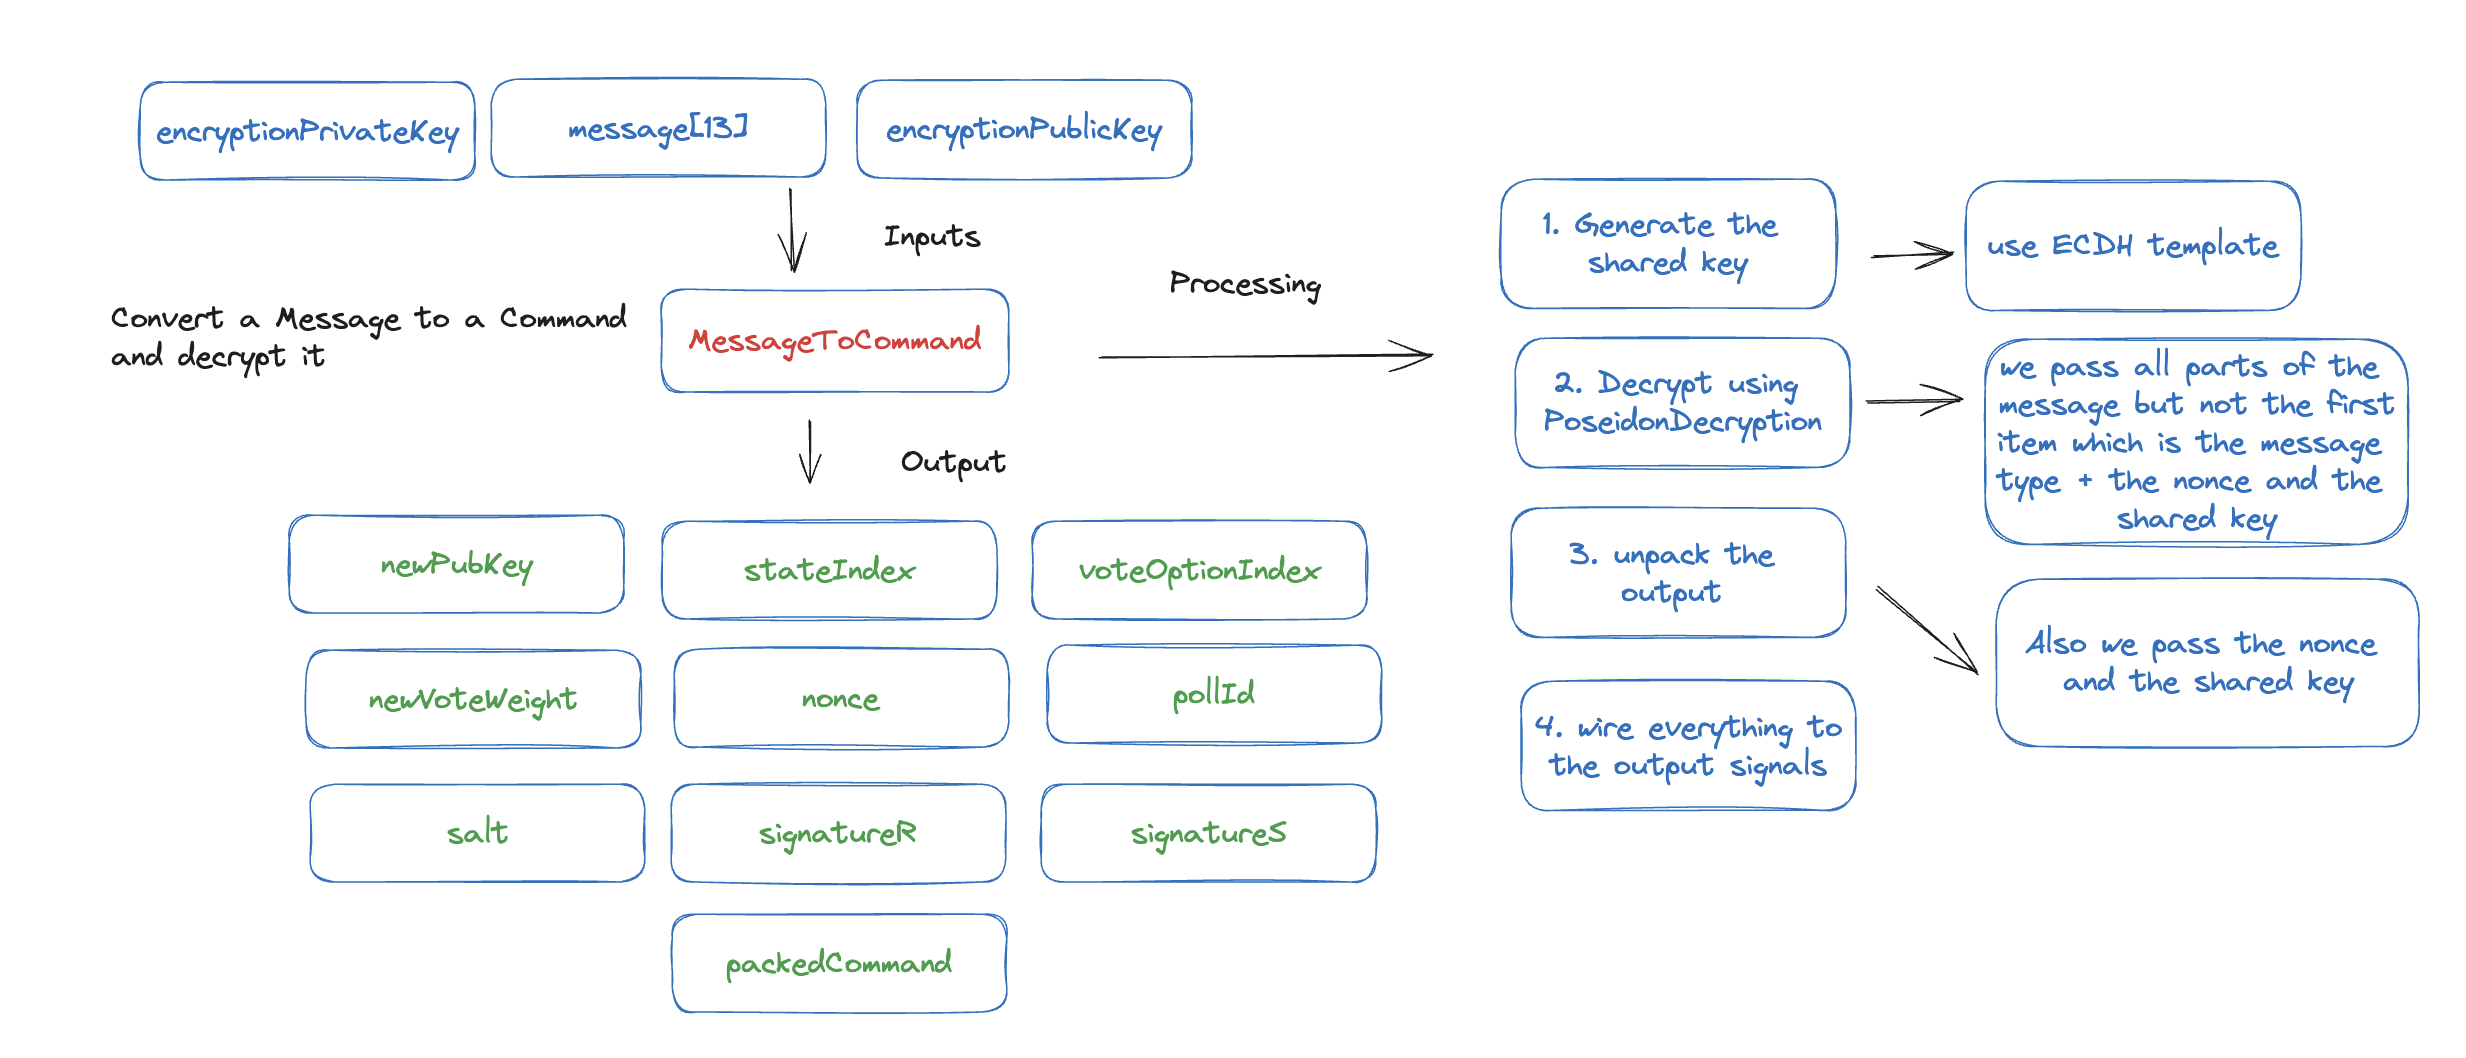 encryptionPrivateKey
message[13]
encryptionPublicKey
Inputs
Convert a Message to a Command
and decrypt it
MessageToCommand
Processing
Output
newPubKey
stateIndex
voteOptionIndex
newVoteWeight
nonce
pollId
salt
signatureR
signatureS
packedCommand
1. Generate the
shared key
use ECDH template
2. Decrypt using
PoseidonDecryption
we pass all parts of the
message but not the first
item which is the message
type + the nonce and the
shared key
3. unpack the
output
Also we pass the nonce
and the shared key
4. wire everything to
the output signals